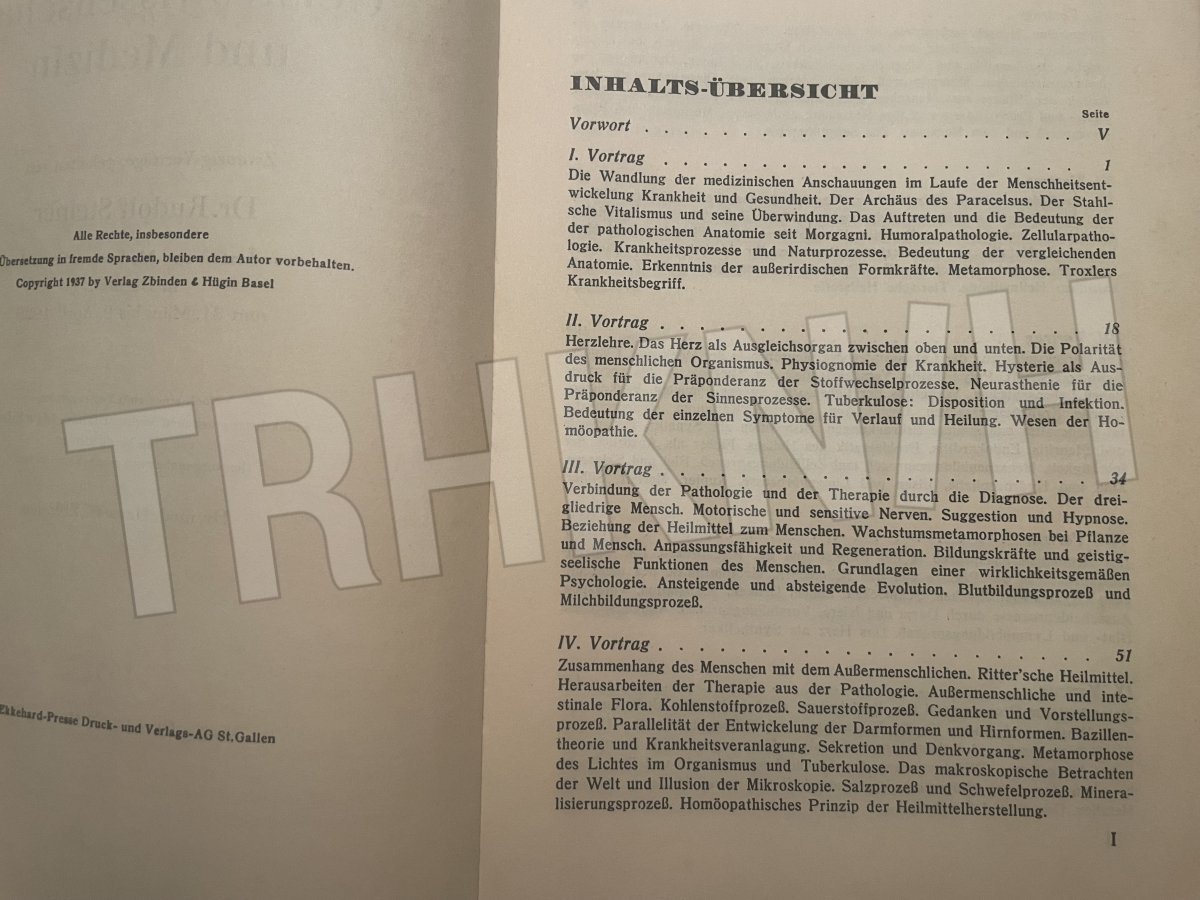 Alle Rechte, insbesondere
Übersetzung in fremde Sprachen, bleiben dem Autor vorbehalten.
Copyright 1937 by Verlag Zbinden & Hügin Basel
Ekkehard-Presse Druck- und Verlags-AG St.Gallen
INHALTS-ÜBERSICHT
Seite
Vorwort . . . . . . . . . . . . . . . . . . V
I. Vortrag . . . . . . . . . . . . . . . . . 1
Die Wandlung der medizinischen Anschauungen im Laufe der Menschheitsent-
wickelung Krankheit und Gesundheit. Der Archäus des Paracelsus. Der Stahl-
sche Vitalismus und seine Überwindung. Das Auftreten und die Bedeutung der
der pathologischen Anatomie seit Morgagni. Humoralpathologie. Zellularpatho-
logie. Krankheitsprozesse und Naturprozesse. Bedeutung der vergleichenden
Anatomie. Erkenntnis der außerirdischen Formkräfte. Metamorphose. Troxlers
Krankheitsbegriff.
II. Vortrag . . . . . . . . . . . . . . . . . 18
Herzlehre. Das Herz als Ausgleichsorgan zwischen oben und unten. Die Polarität
des menschlichen Organismus. Physiognomie der Krankheit. Hysterie als Aus-
druck für die Präponderanz der Stoffwechselprozesse. Neurasthenie für die
Präponderanz der Sinnesprozesse. Tuberkulose: Disposition und Infektion.
Bedeutung der einzelnen Symptome für Verlauf und Heilung. Wesen der Ho-
möopathie.
III. Vortrag . . . . . . . . . . . . . . . . . 34
Verbindung der Pathologie und der Therapie durch die Diagnose. Der drei-
gliedrige Mensch. Motorische und sensitive Nerven. Suggestion und Hypnose.
Beziehung der Heilmittel zum Menschen. Wachstumsmetamorphosen bei Pflanze
und Mensch. Anpassungsfähigkeit und Regeneration. Bildungskräfte und geistig-
seelische Funktionen des Menschen. Grundlagen einer wirklichkeitsgemäßen
Psychologie. Ansteigende und absteigende Evolution. Blutbildungsprozeß und
Milchbildungsprozeß.
IV. Vortrag . . . . . . . . . . . . . . . . . 51
Zusammenhang des Menschen mit dem Außermenschlichen. Ritter'sche Heilmittel.
Herausarbeiten der Therapie aus der Pathologie. Außermenschliche und inte-
stinale Flora. Kohlenstoffprozeß. Sauerstoffprozeß. Gedanken und Vorstellungs-
prozeß. Parallelität der Entwickelung der Darmformen und Hirnformen. Bazillen-
theorie und Krankheitsveranlagung. Sekretion und Denkvorgang. Metamorphose
des Lichtes im Organismus und Tuberkulose. Das makroskopische Betrachten
der Welt und Illusion der Mikroskopie. Salzprozeß und Schwefelprozeß. Minera-
lisierungsprozeß. Homöopathisches Prinzip der Heilmittelherstellung.
I
TRHKN/H